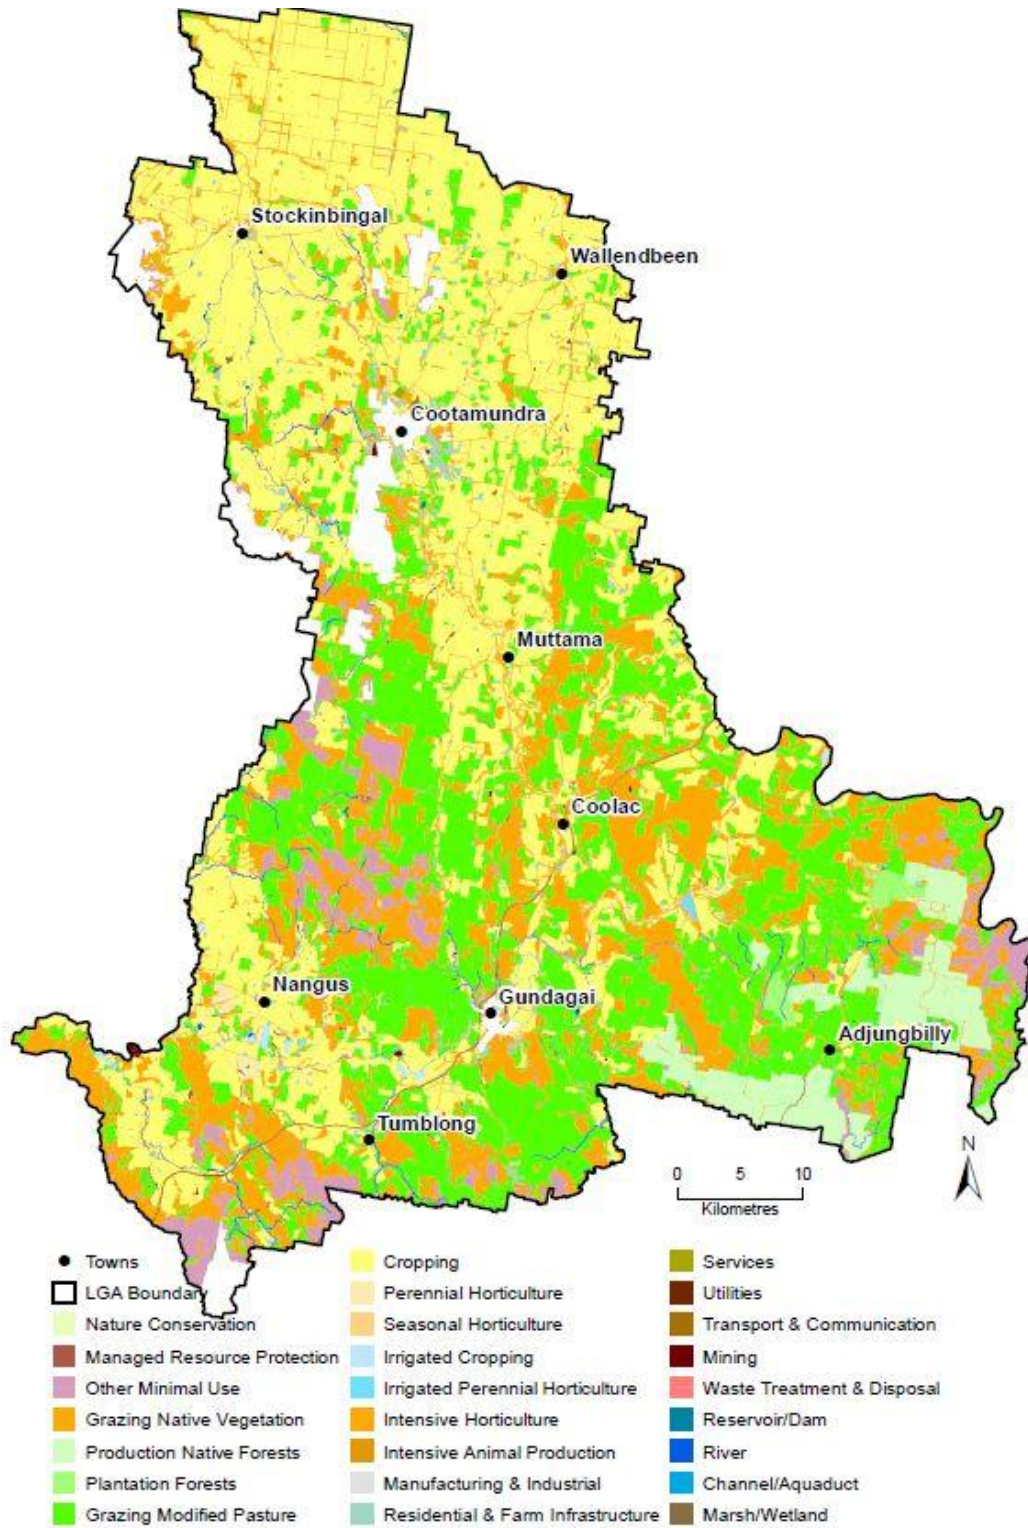 Stockinbingal
Wallendbeen
Cootamundra
Muttama
Coolac
Nangus
Gundagai
Adjungbilly
Tumblong
N
0 5 10
Kilometres
Towns
LGA Boundary
Nature Conservation
Managed Resource Protection
Other Minimal Use
Grazing Native Vegetation
Production Native Forests
Plantation Forests
Grazing Modified Pasture
Cropping
Perennial Horticulture
Seasonal Horticulture
Irrigated Cropping
Irrigated Perennial Horticulture
Intensive Horticulture
Intensive Animal Production
Manufacturing & Industrial
Residential & Farm Infrastructure
Services
Utilities
Transport & Communication
Mining
Waste Treatment & Disposal
Reservoir/Dam
River
Channel/Aquaduct
Marsh/Wetland